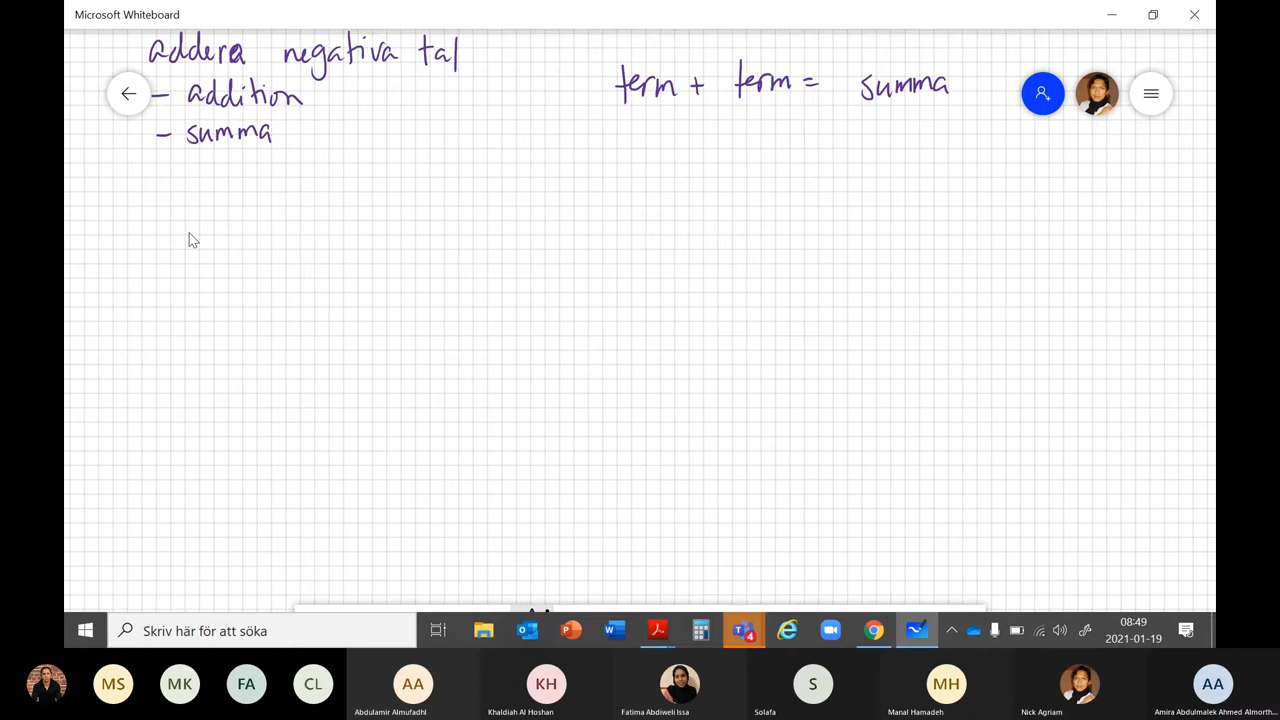 Microsoft Whiteboard
addera negativa tal
- addition
- summa
term + term = summa
Skriv här för att söka
4
08:49
2021-01-19
MS
MK
FA
CL
AA
KH
S
MH
AA
Abdulamir Almufadhl
Khaldiah Al Hoshan
Fatima Abdiweli Issa
Solafa
Manal Hamadeh
Nick Agriam
Amira Abdulmalek Ahmed Almorth...